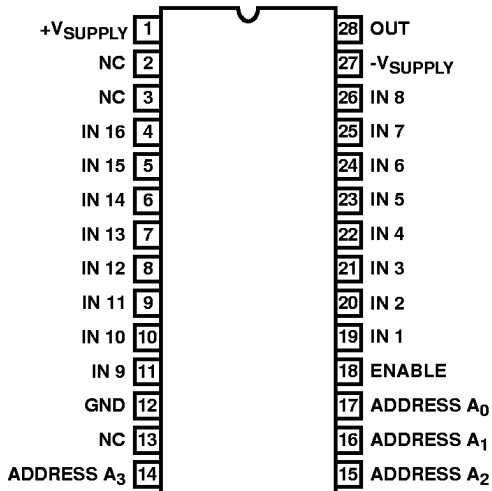 +VSUPPLY 1 28 OUT
NC 2 27 -VSUPPLY
NC 3 26 IN 8
IN 16 4 25 IN 7
IN 15 5 24 IN 6
IN 14 6 23 IN 5
IN 13 7 22 IN 4
IN 12 8 21 IN 3
IN 11 9 20 IN 2
IN 10 10 19 IN 1
IN 9 11 18 ENABLE
GND 12 17 ADDRESS A0
NC 13 16 ADDRESS A1
ADDRESS A3 14 15 ADDRESS A2